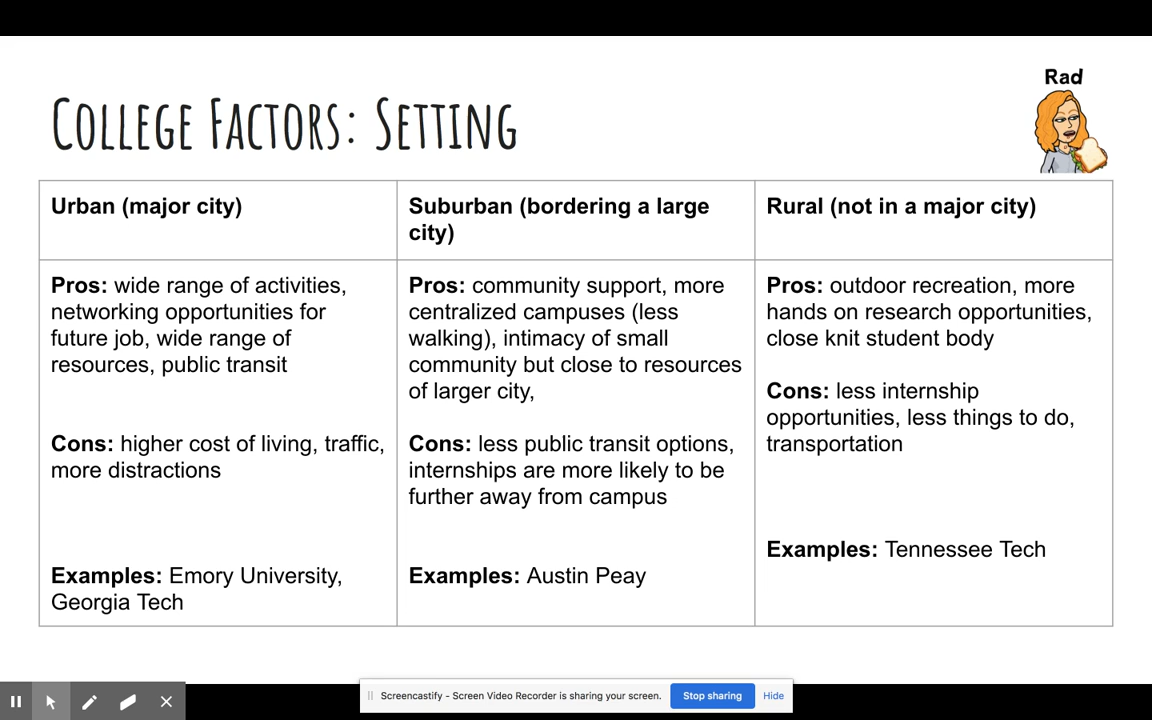 Rad
College Factors: Setting
Urban (major city)
Suburban (bordering a large
city)
Rural (not in a major city)
Pros: wide range of activities,
networking opportunities for
future job, wide range of
resources, public transit
Cons: higher cost of living, traffic,
more distractions
Examples: Emory University,
Georgia Tech
Pros: community support, more
centralized campuses (less
walking), intimacy of small
community but close to resources
of larger city,
Cons: less public transit options,
internships are more likely to be
further away from campus
Examples: Austin Peay
Pros: outdoor recreation, more
hands on research opportunities,
close knit student body
Cons: less internship
opportunities, less things to do,
transportation
Examples: Tennessee Tech
Screencastify - Screen Video Recorder is sharing your screen.
Stop sharing
Hide